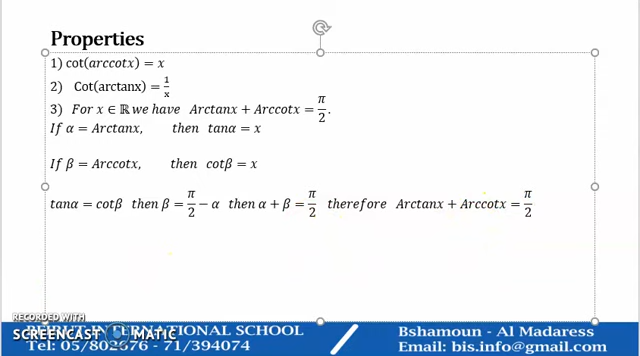 Properties
1) cot(arccotx) = x
2) Cot(arctanx) = 1/x
3) For x ∈ ℝ we have Arctanx + Arccotx = π/2.
If α = Arctanx, then tanα = x
If β = Arccotx, then cotβ = x
tanα = cotβ then β = π/2 − α then α + β = π/2 therefore Arctanx + Arccotx = π/2
RECORDED WITH
SCREENCAST MATIC
INTERNATIONAL SCHOOL
Tel: 05/802676 - 71/394074
Bshamoun - Al Madaress
Email: bis.info@gmail.com